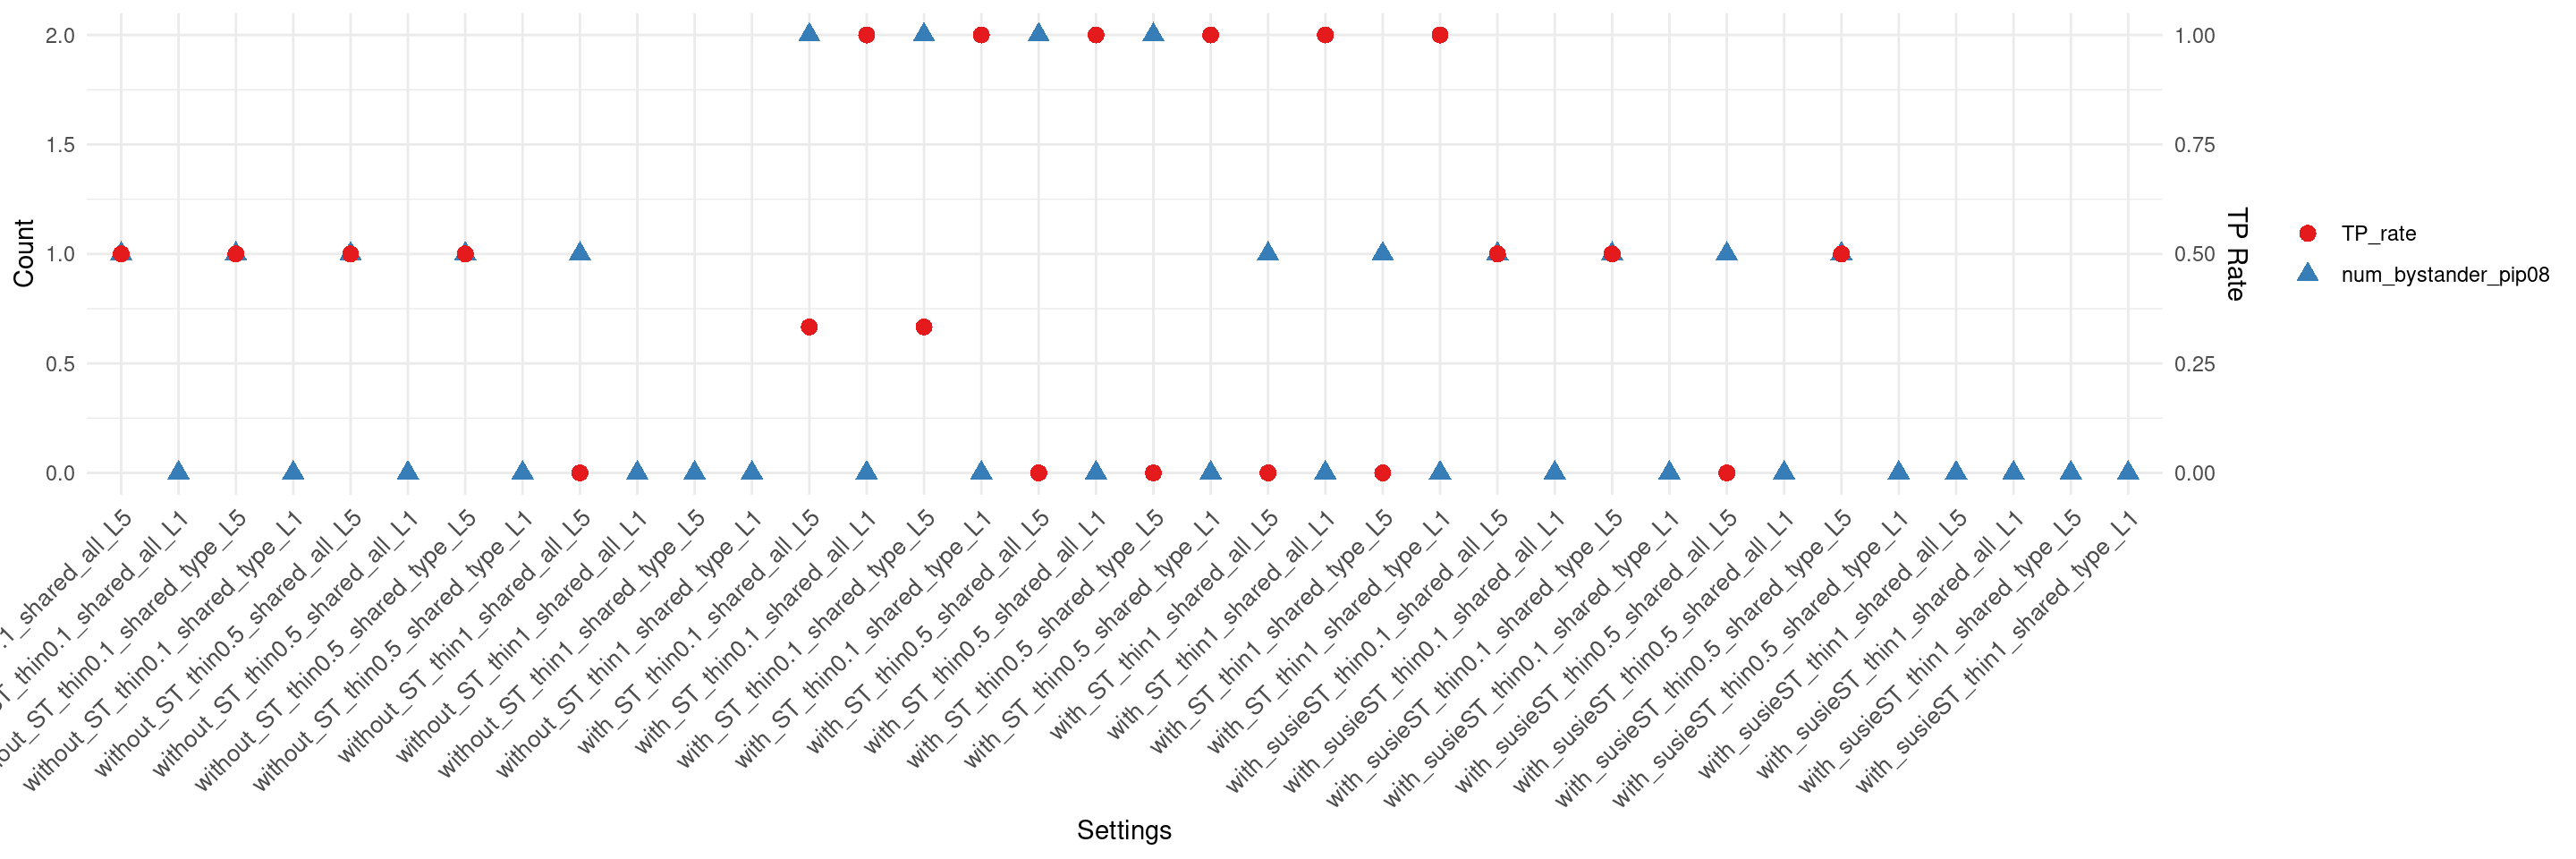 2.0
1.5
1.0
0.5
0.0
Count
1.00
0.75
0.50
0.25
0.00
TP Rate
TP_rate
num_bystander_pip08
.1_shared_all_L5
ST_thin0.1_shared_all_L1
out_ST_thin0.1_shared_type_L5
without_ST_thin0.1_shared_type_L1
without_ST_thin0.5_shared_all_L5
without_ST_thin0.5_shared_all_L1
without_ST_thin0.5_shared_type_L5
without_ST_thin0.5_shared_type_L1
without_ST_thin1_shared_all_L5
without_ST_thin1_shared_all_L1
without_ST_thin1_shared_type_L5
without_ST_thin1_shared_type_L1
with_ST_thin0.1_shared_all_L5
with_ST_thin0.1_shared_all_L1
with_ST_thin0.1_shared_type_L5
with_ST_thin0.1_shared_type_L1
with_ST_thin0.5_shared_all_L5
with_ST_thin0.5_shared_all_L1
with_ST_thin0.5_shared_type_L5
with_ST_thin0.5_shared_type_L1
with_ST_thin1_shared_all_L5
with_ST_thin1_shared_all_L1
with_ST_thin1_shared_type_L5
with_ST_thin1_shared_type_L1
with_susieST_thin0.1_shared_all_L5
with_susieST_thin0.1_shared_all_L1
with_susieST_thin0.1_shared_type_L5
with_susieST_thin0.1_shared_type_L1
with_susieST_thin0.5_shared_all_L5
with_susieST_thin0.5_shared_all_L1
with_susieST_thin0.5_shared_type_L5
with_susieST_thin0.5_shared_type_L1
with_susieST_thin1_shared_all_L5
with_susieST_thin1_shared_all_L1
with_susieST_thin1_shared_type_L5
with_susieST_thin1_shared_type_L1
Settings